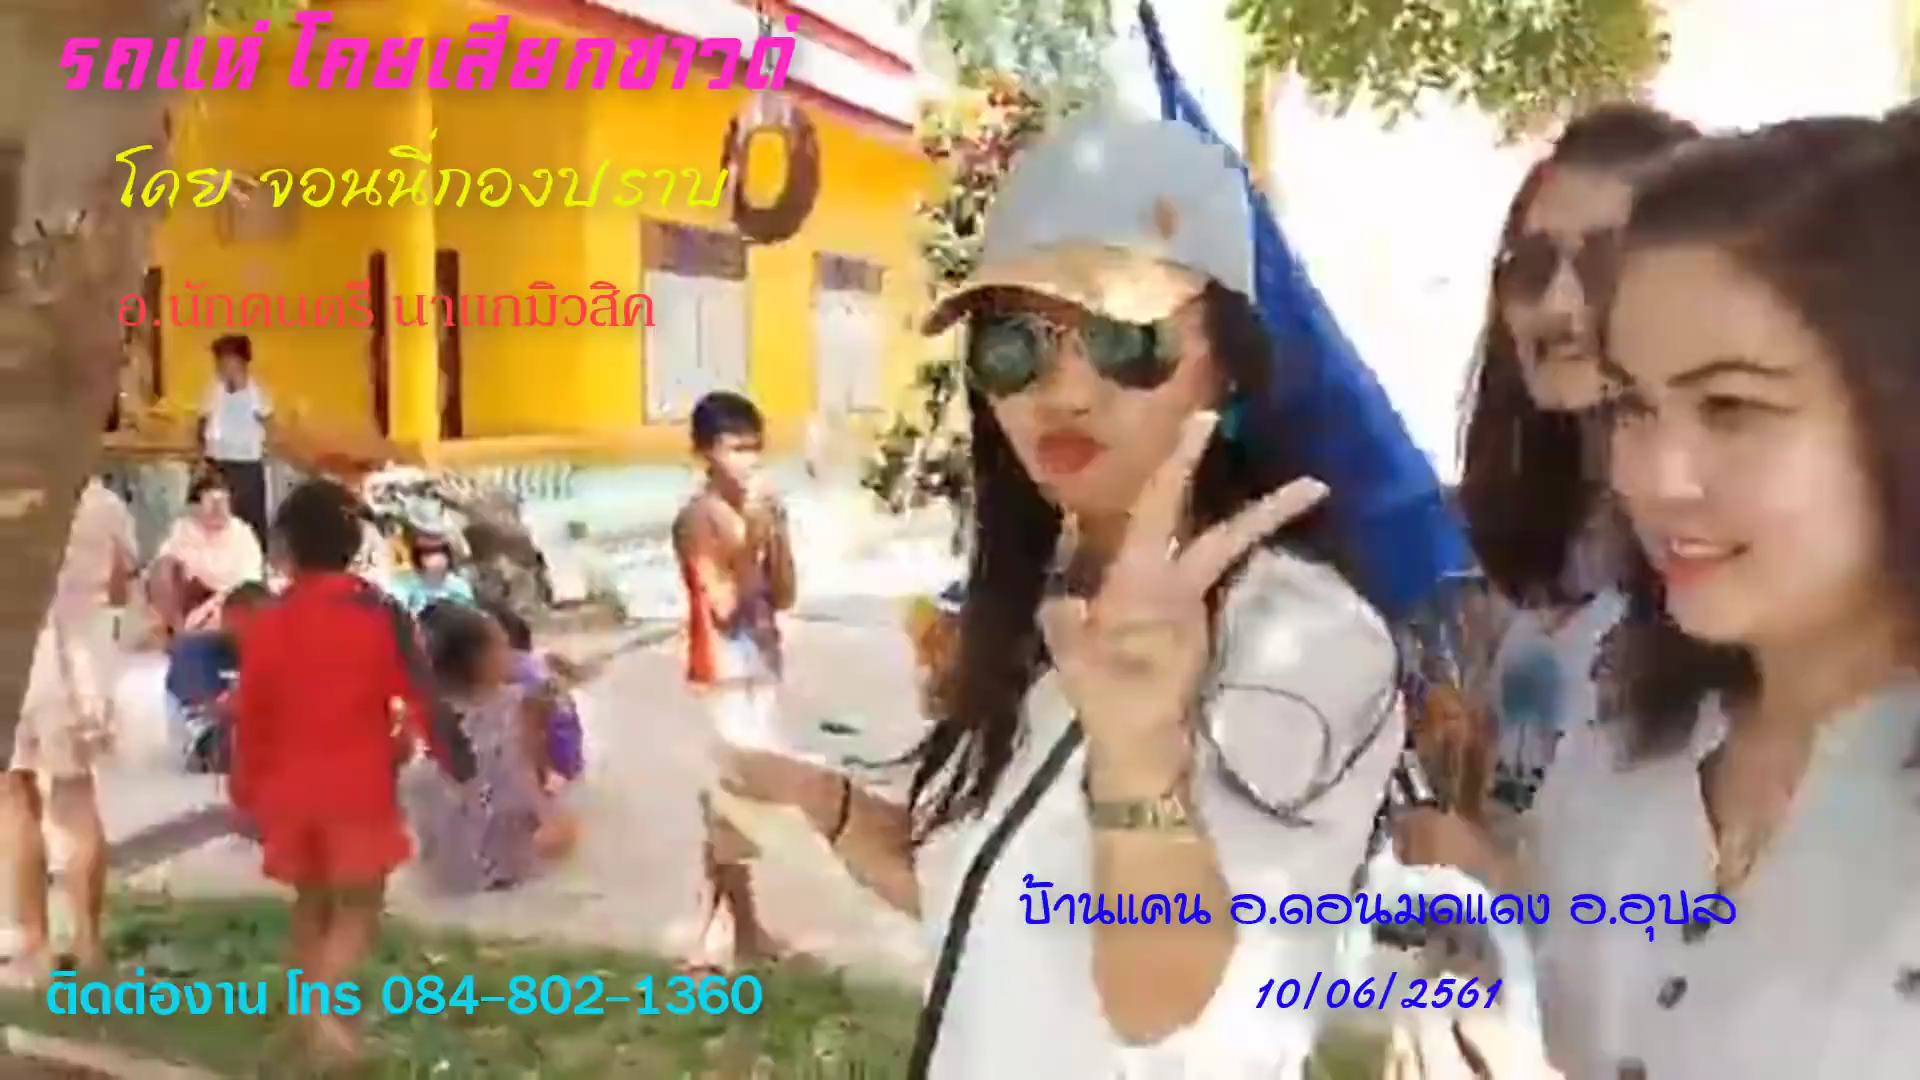 รถแห่ โคยเสียกซาวด์
โดย จอนนี่กองปราบ
อ.นักดนตรี นาแกมิวสิค
บ้านแคน อ.ดอนมดแดง อ.อุบล
ติดต่องาน โทร 084-802-1360
10/06/2561